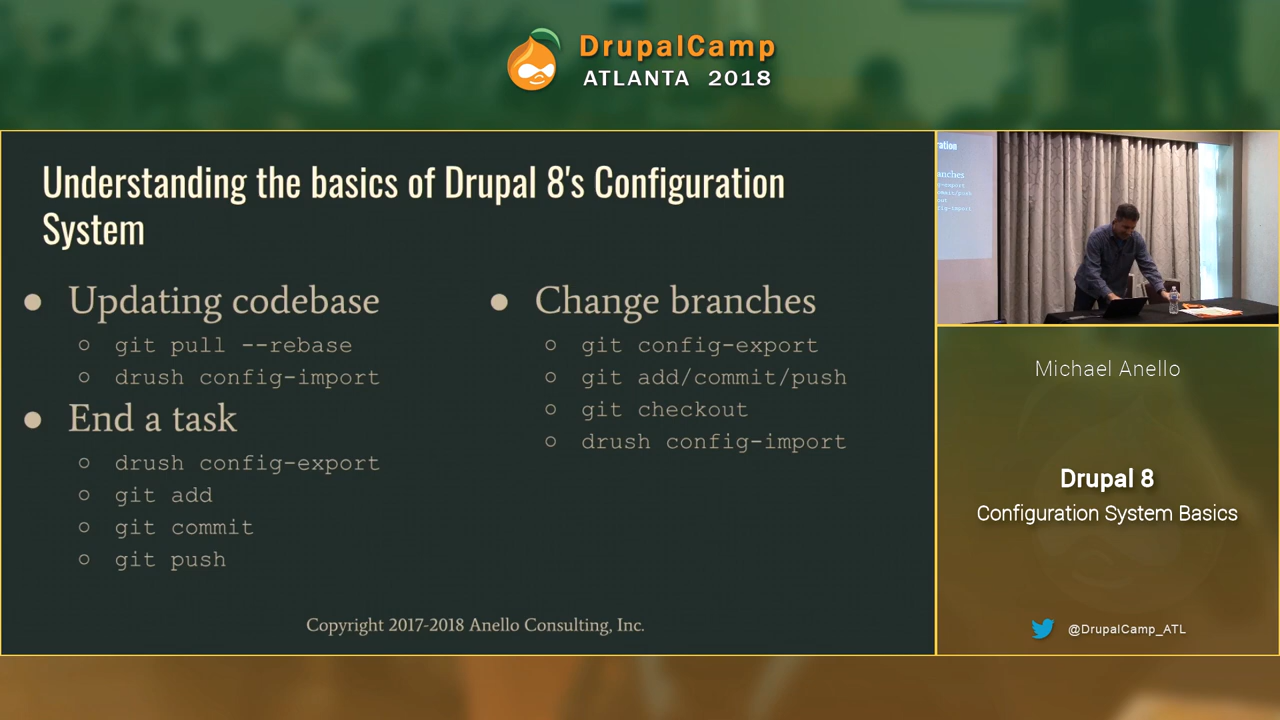 DrupalCamp
ATLANTA 2018
Understanding the basics of Drupal 8's Configuration
System
● Updating codebase
○ git pull --rebase
○ drush config-import
● End a task
○ drush config-export
○ git add
○ git commit
○ git push
● Change branches
○ git config-export
○ git add/commit/push
○ git checkout
○ drush config-import
Copyright 2017-2018 Anello Consulting, Inc.
ration
anches
Michael Anello
Drupal 8
Configuration System Basics
@DrupalCamp_ATL